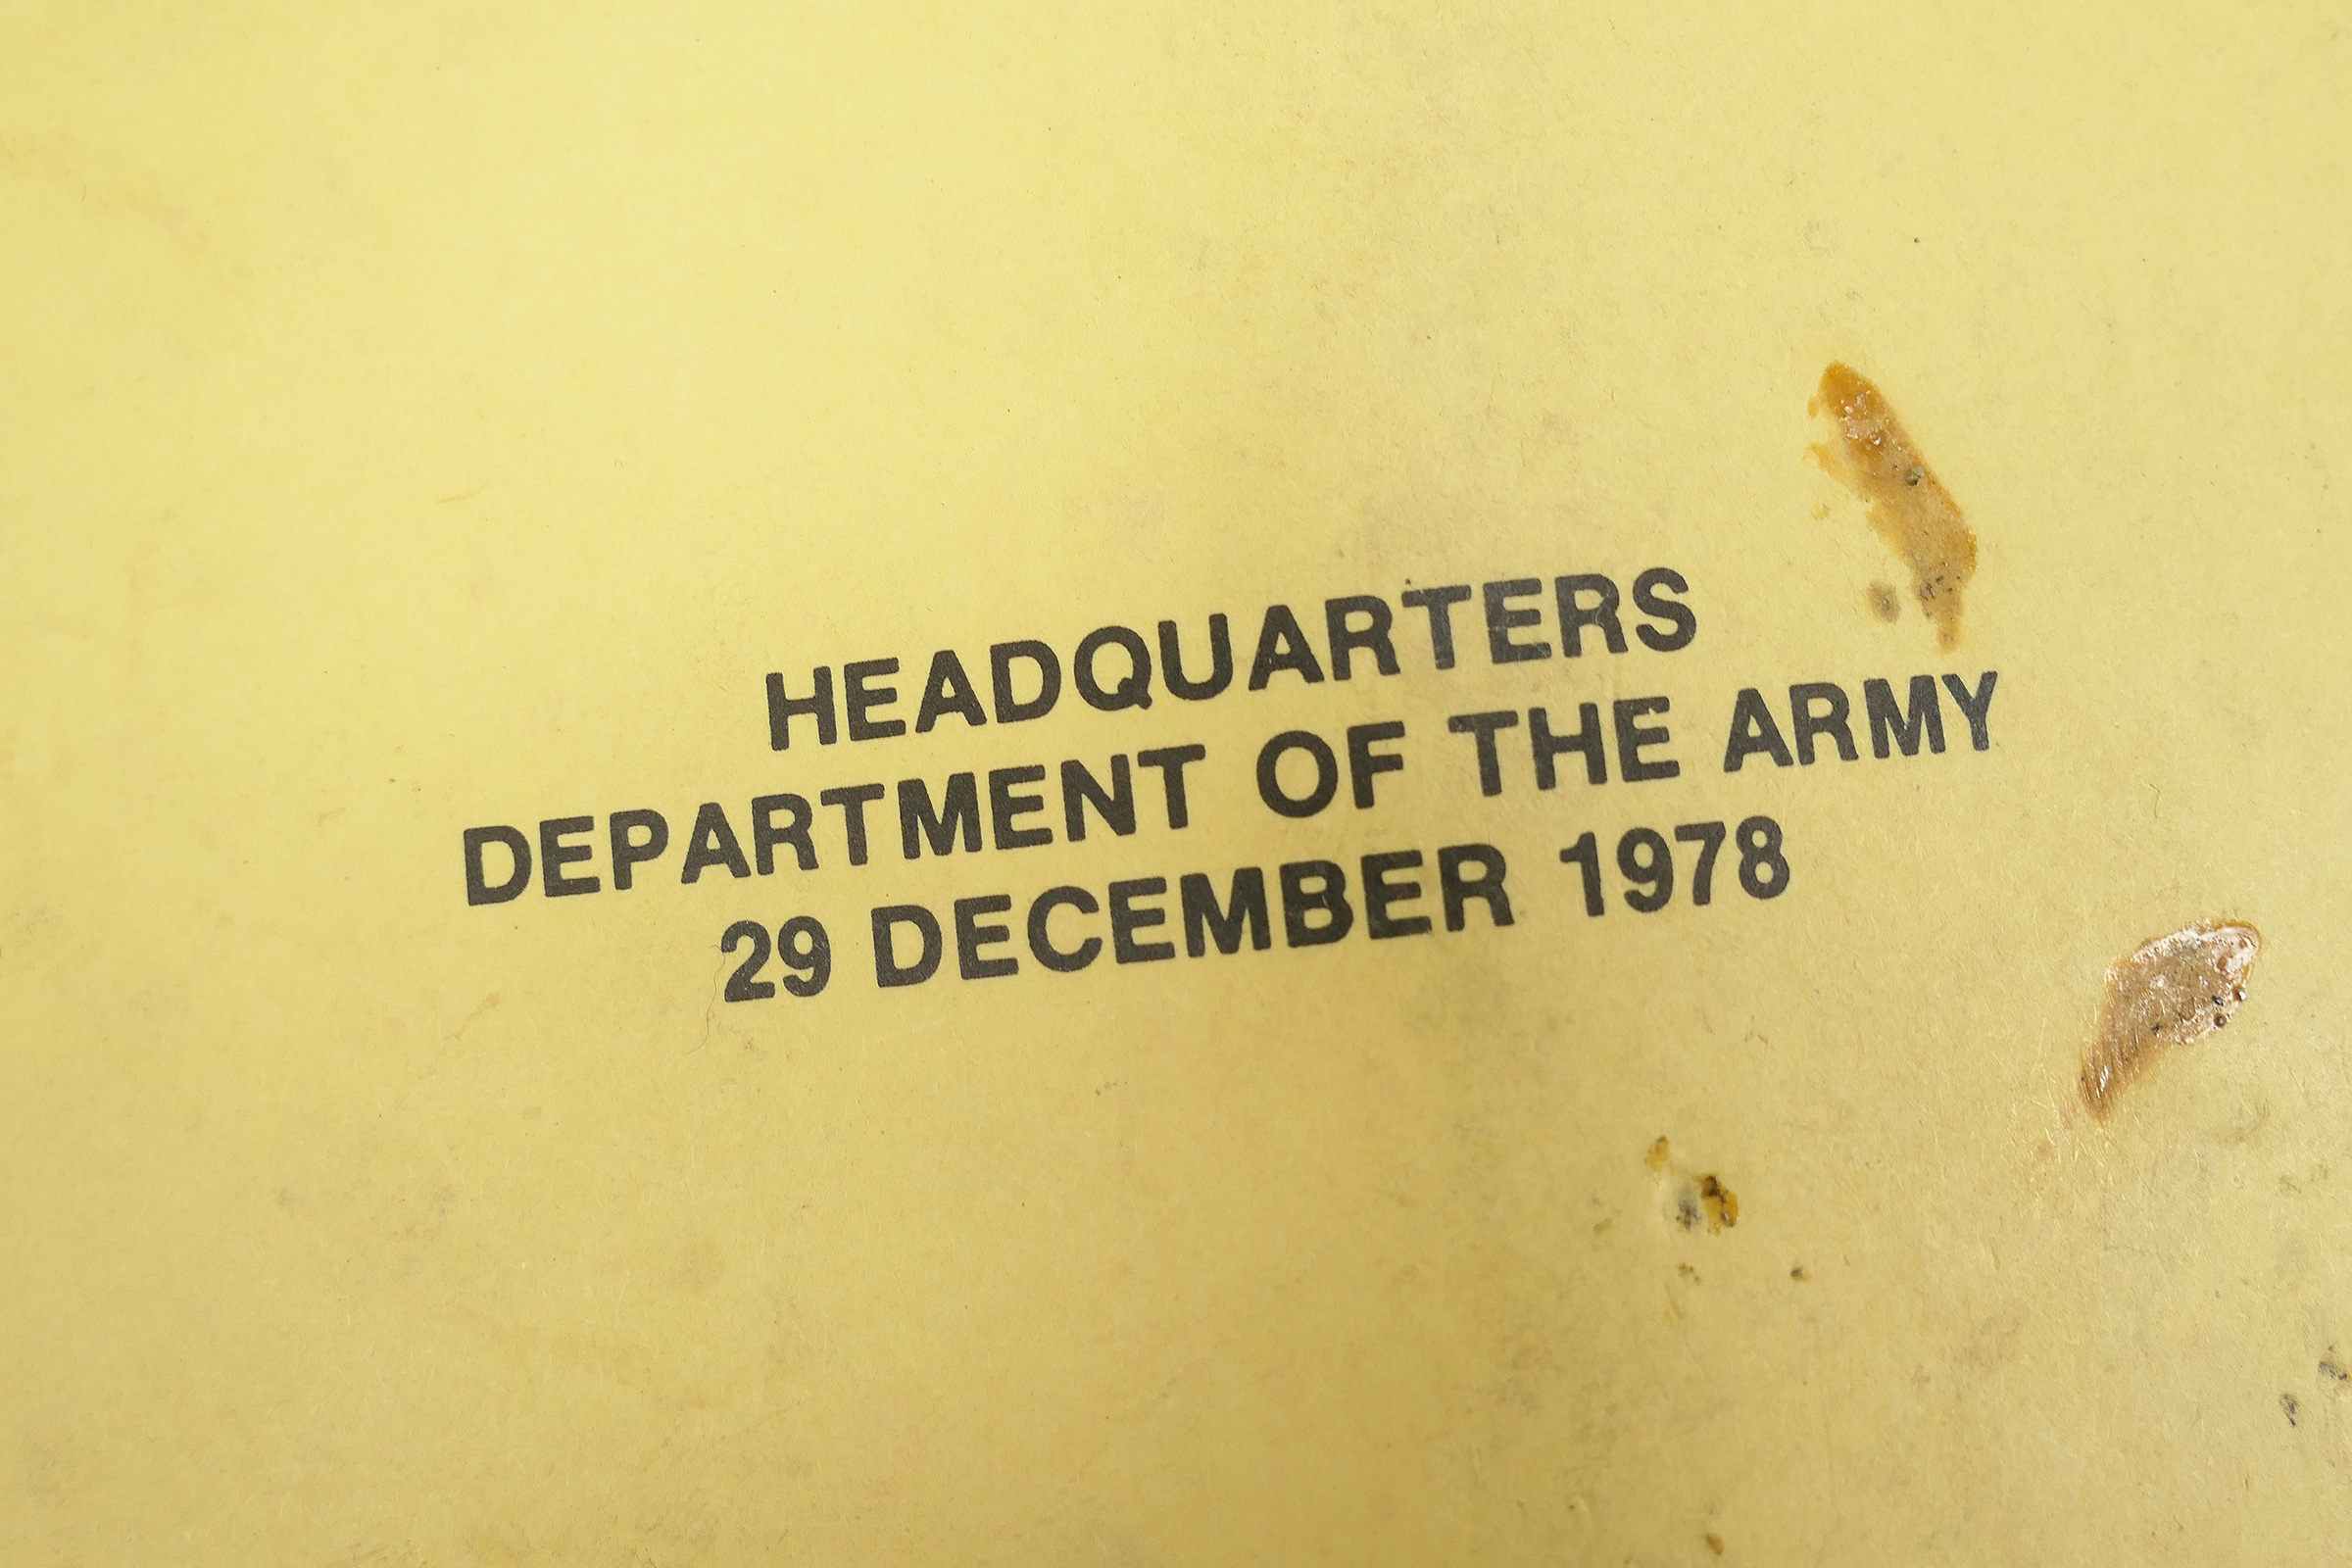 HEADQUARTERS
DEPARTMENT OF THE ARMY
29 DECEMBER 1978